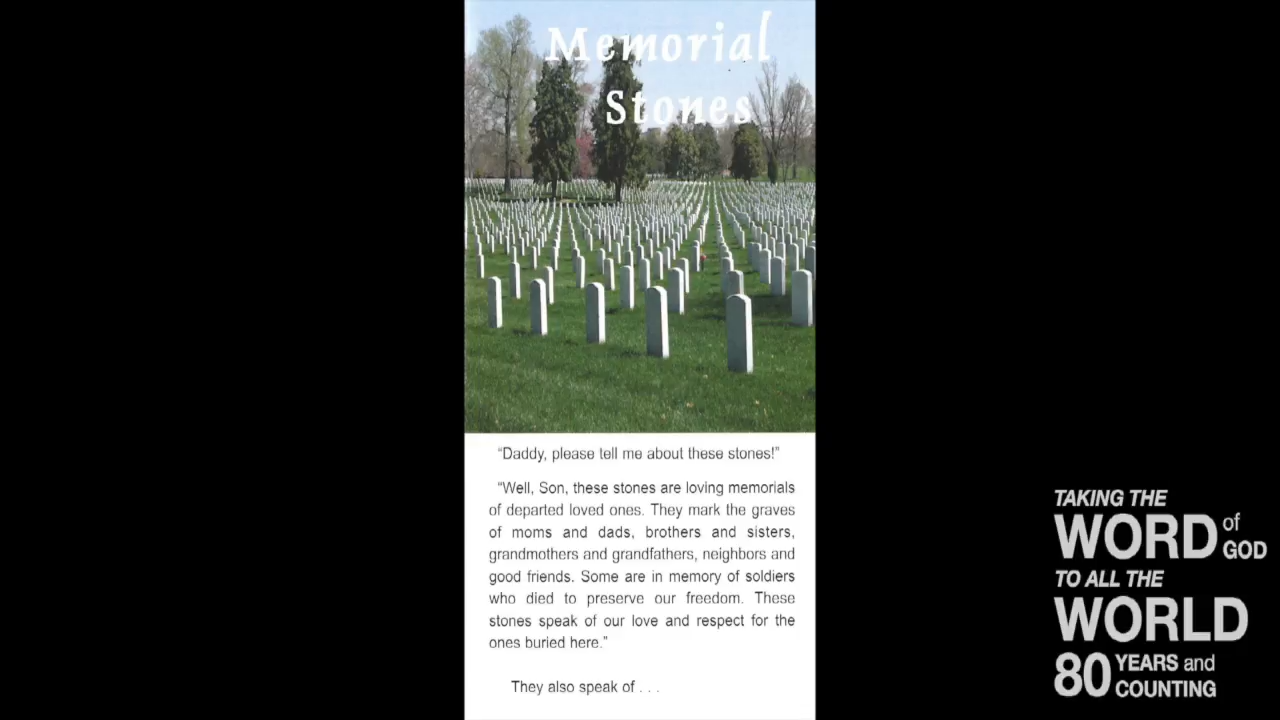 Memorial
Stones
“Daddy, please tell me about these stones!”
“Well, Son, these stones are loving memorials
of departed loved ones. They mark the graves
of moms and dads, brothers and sisters,
grandmothers and grandfathers, neighbors and
good friends. Some are in memory of soldiers
who died to preserve our freedom. These
stones speak of our love and respect for the
ones buried here.”
They also speak of . . .
TAKING THE
WORD of GOD
TO ALL THE
WORLD
80 YEARS and
COUNTING